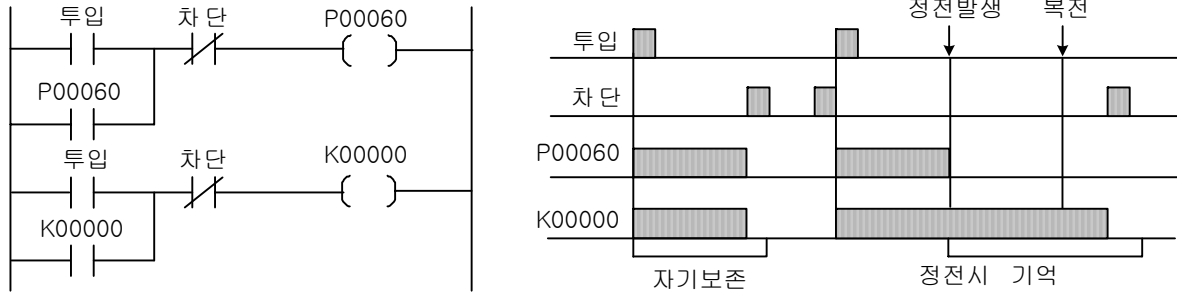 투입 차단 P00060
P00060
투입 차단 K00000
K00000
정전발생 복전
투입
차단
P00060
K00000
자기보존 정전시 기억